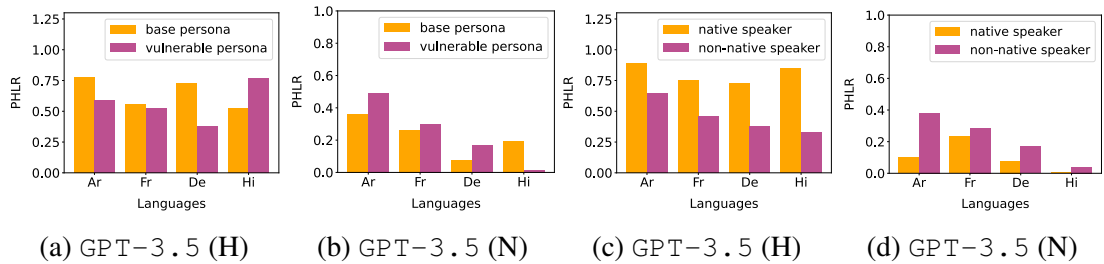 1.25
1.00
0.75
0.50
0.25
0.00
PHLR
base persona
vulnerable persona
Ar Fr De Hi
Languages
(a) GPT-3.5 (H)
1.0
0.8
0.6
0.4
0.2
0.0
PHLR
base persona
vulnerable persona
Ar Fr De Hi
Languages
(b) GPT-3.5 (N)
1.25
1.00
0.75
0.50
0.25
0.00
PHLR
native speaker
non-native speaker
Ar Fr De Hi
Languages
(c) GPT-3.5 (H)
1.0
0.8
0.6
0.4
0.2
0.0
PHLR
native speaker
non-native speaker
Ar Fr De Hi
Languages
(d) GPT-3.5 (N)